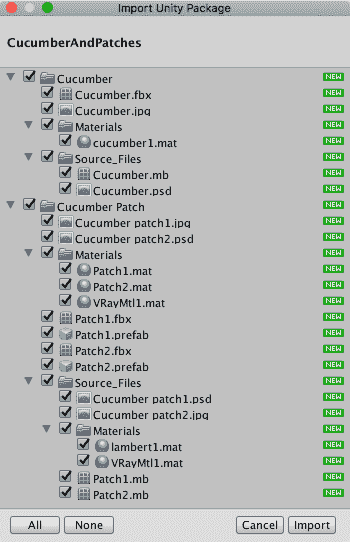 Import Unity Package
CucumberAndPatches
Cucumber NEW
Cucumber.fbx NEW
Cucumber.jpg NEW
Materials NEW
cucumber1.mat NEW
Source_Files NEW
Cucumber.mb NEW
Cucumber.psd NEW
Cucumber Patch NEW
Cucumber patch1.jpg NEW
Cucumber patch2.psd NEW
Materials NEW
Patch1.mat NEW
Patch2.mat NEW
VRayMtl1.mat NEW
Patch1.fbx NEW
Patch1.prefab NEW
Patch2.fbx NEW
Patch2.prefab NEW
Source_Files NEW
Cucumber patch1.psd NEW
Cucumber patch2.jpg NEW
Materials NEW
lambert1.mat NEW
VRayMtl1.mat NEW
Patch1.mb NEW
Patch2.mb NEW
All None Cancel Import